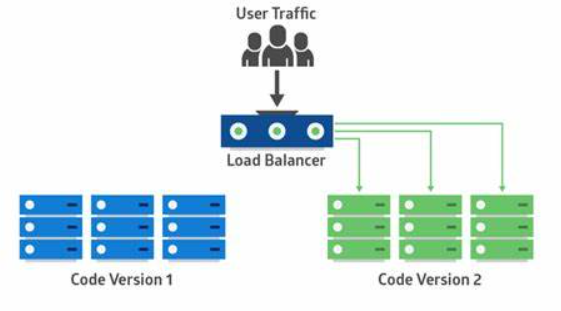 User Traffic
Load Balancer
Code Version 1
Code Version 2